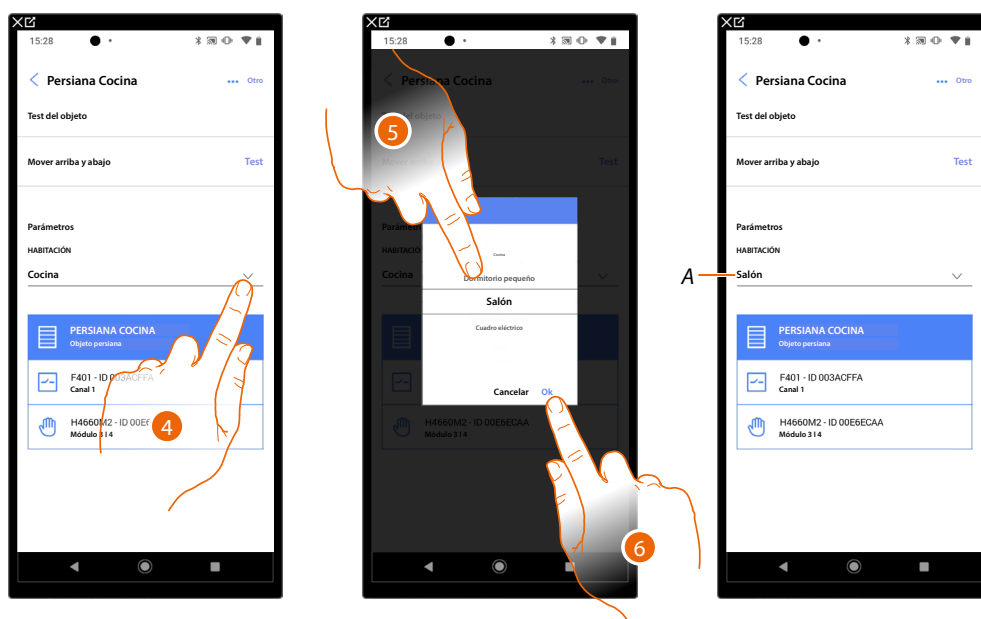 15:28
Persiana Cocina
Otro
Test del objeto
Mover arriba y abajo
Test
Parámetros
HABITACIÓN
Cocina
PERSIANA COCINA
Objeto persiana
F401 - ID 003ACFFA
Canal 1
H4660M2 - ID 00E6
Módulo 3 I 4
4
15:28
Persiana Cocina
Otro
5
Test
HABITACIÓ
Cocina
Cocina
Dormitorio pequeño
Salón
Cuadro eléctrico
Cancelar
Ok
H4660M2 - ID 00E6ECAA
Módulo 3 I 4
6
15:28
Persiana Cocina
Otro
Test del objeto
Mover arriba y abajo
Test
Parámetros
HABITACIÓN
A
Salón
PERSIANA COCINA
Objeto persiana
F401 - ID 003ACFFA
Canal 1
H4660M2 - ID 00E6ECAA
Módulo 3 I 4